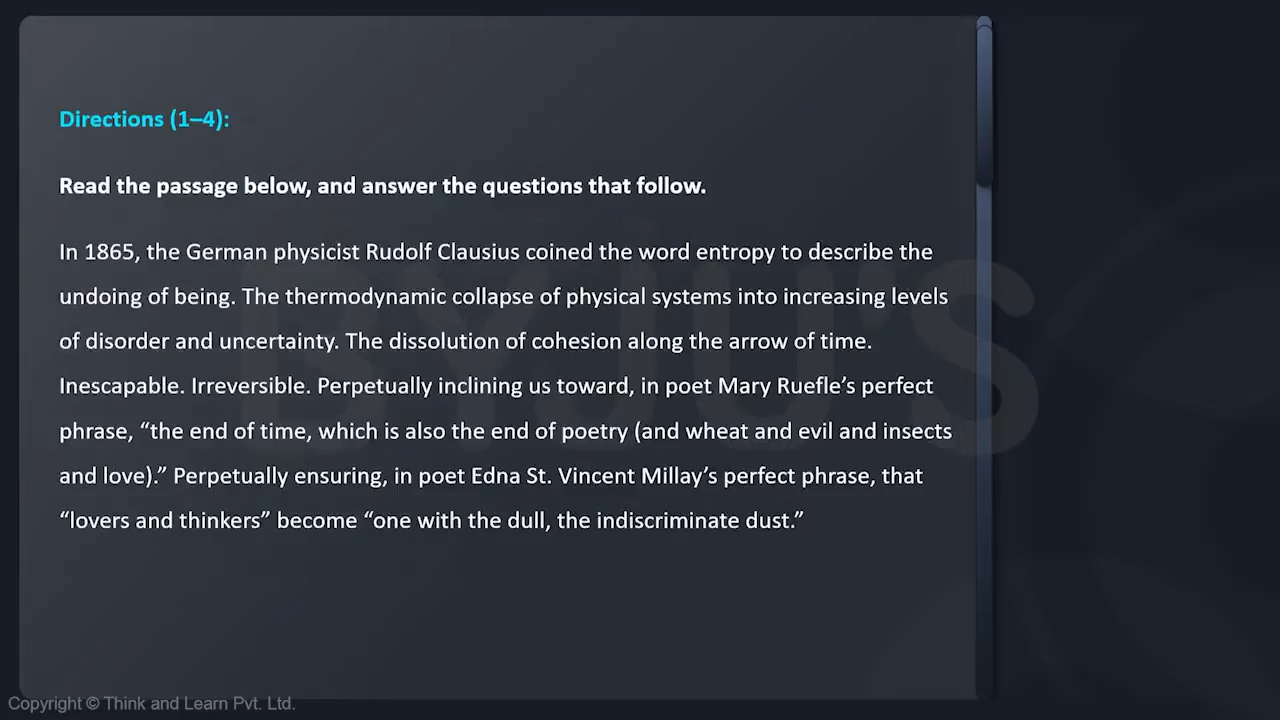 Directions (1–4):
Read the passage below, and answer the questions that follow.
In 1865, the German physicist Rudolf Clausius coined the word entropy to describe the
undoing of being. The thermodynamic collapse of physical systems into increasing levels
of disorder and uncertainty. The dissolution of cohesion along the arrow of time.
Inescapable. Irreversible. Perpetually inclining us toward, in poet Mary Ruefle’s perfect
phrase, “the end of time, which is also the end of poetry (and wheat and evil and insects
and love).” Perpetually ensuring, in poet Edna St. Vincent Millay’s perfect phrase, that
“lovers and thinkers” become “one with the dull, the indiscriminate dust.”
BYJU'S
Copyright © Think and Learn Pvt. Ltd.